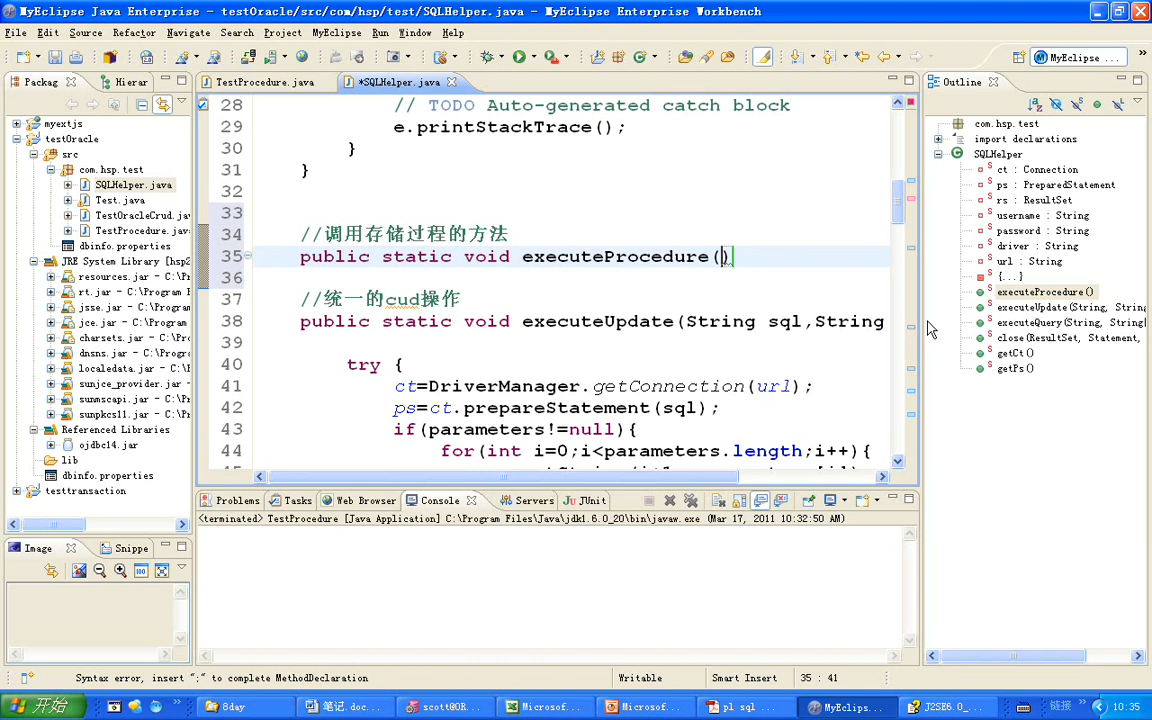 MyEclipse Java Enterprise - testOracle/src/com/hsp/test/SQLHelper.java - MyEclipse Enterprise Workbench
File Edit Source Refactor Navigate Search Project MyEclipse Run Window Help
MyEclipse ...
Packag Hierar
myextjs
testOracle
src
com.hsp.test
SQLHelper.java
Test.java
TestOracleCrud.jav
TestProcedure.java
dbinfo.properties
JRE System Library [hsp2
resources.jar - C:\Program
rt.jar - C:\Program Files
jsse.jar - C:\Program
jce.jar - C:\Program
charsets.jar - C:\Program
dnsns.jar - C:\Program
localedata.jar - C:\Program
sunjce_provider.jar
sunmscapi.jar
sunpkcs11.jar
Referenced Libraries
ojdbc14.jar
lib
dbinfo.properties
testtransaction
Image Snippe
TestProcedure.java *SQLHelper.java
28 // TODO Auto-generated catch block
29 e.printStackTrace();
30 }
31 }
32
33
34 //调用存储过程的方法
35 public static void executeProcedure()
36
37 //统一的cud操作
38 public static void executeUpdate(String sql,String
39
40 try {
41 ct=DriverManager.getConnection(url);
42 ps=ct.prepareStatement(sql);
43 if(parameters!=null){
44 for(int i=0;i<parameters.length;i++){
Problems Tasks Web Browser Console Servers JUnit
<terminated> TestProcedure [Java Application] C:\Program Files\Java\jdk1.6.0_20\bin\javaw.exe (Mar 17, 2011 10:32:50 AM)
Outline
com.hsp.test
import declarations
SQLHelper
ct : Connection
ps : PreparedStatement
rs : ResultSet
username : String
password : String
driver : String
url : String
{...}
executeProcedure()
executeUpdate(String, String
executeQuery(String, String[
close(ResultSet, Statement,
getCt()
getPs()
Syntax error, insert ";" to complete MethodDeclaration Writable Smart Insert 35 : 41
开始 8day 笔记.doc... scott@OR... Microsof... Microsof... pl sql ... MyEclips... J2SE6.0_... 链接 10:35